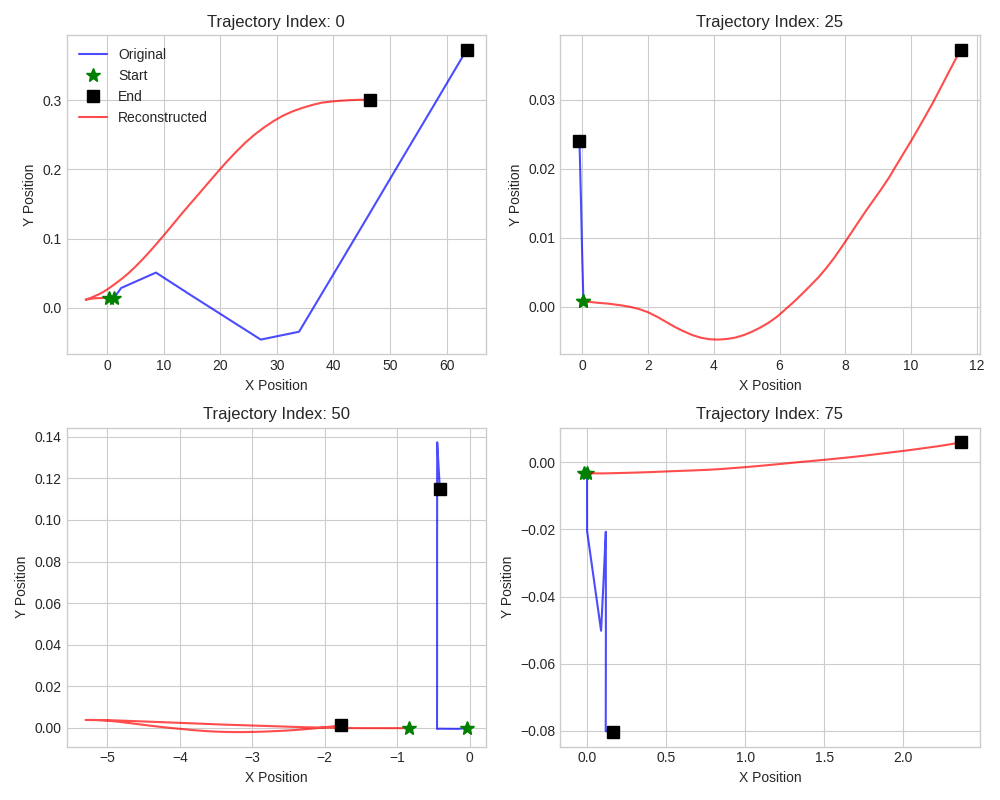 Trajectory Index: 0
Original
Start
End
Reconstructed
0.3
0.2
0.1
0.0
Y Position
0 10 20 30 40 50 60
X Position
Trajectory Index: 25
0.03
0.02
0.01
0.00
Y Position
0 2 4 6 8 10 12
X Position
Trajectory Index: 50
0.14
0.12
0.10
0.08
0.06
0.04
0.02
0.00
Y Position
−5 −4 −3 −2 −1 0
X Position
Trajectory Index: 75
0.00
−0.02
−0.04
−0.06
−0.08
Y Position
0.0 0.5 1.0 1.5 2.0
X Position